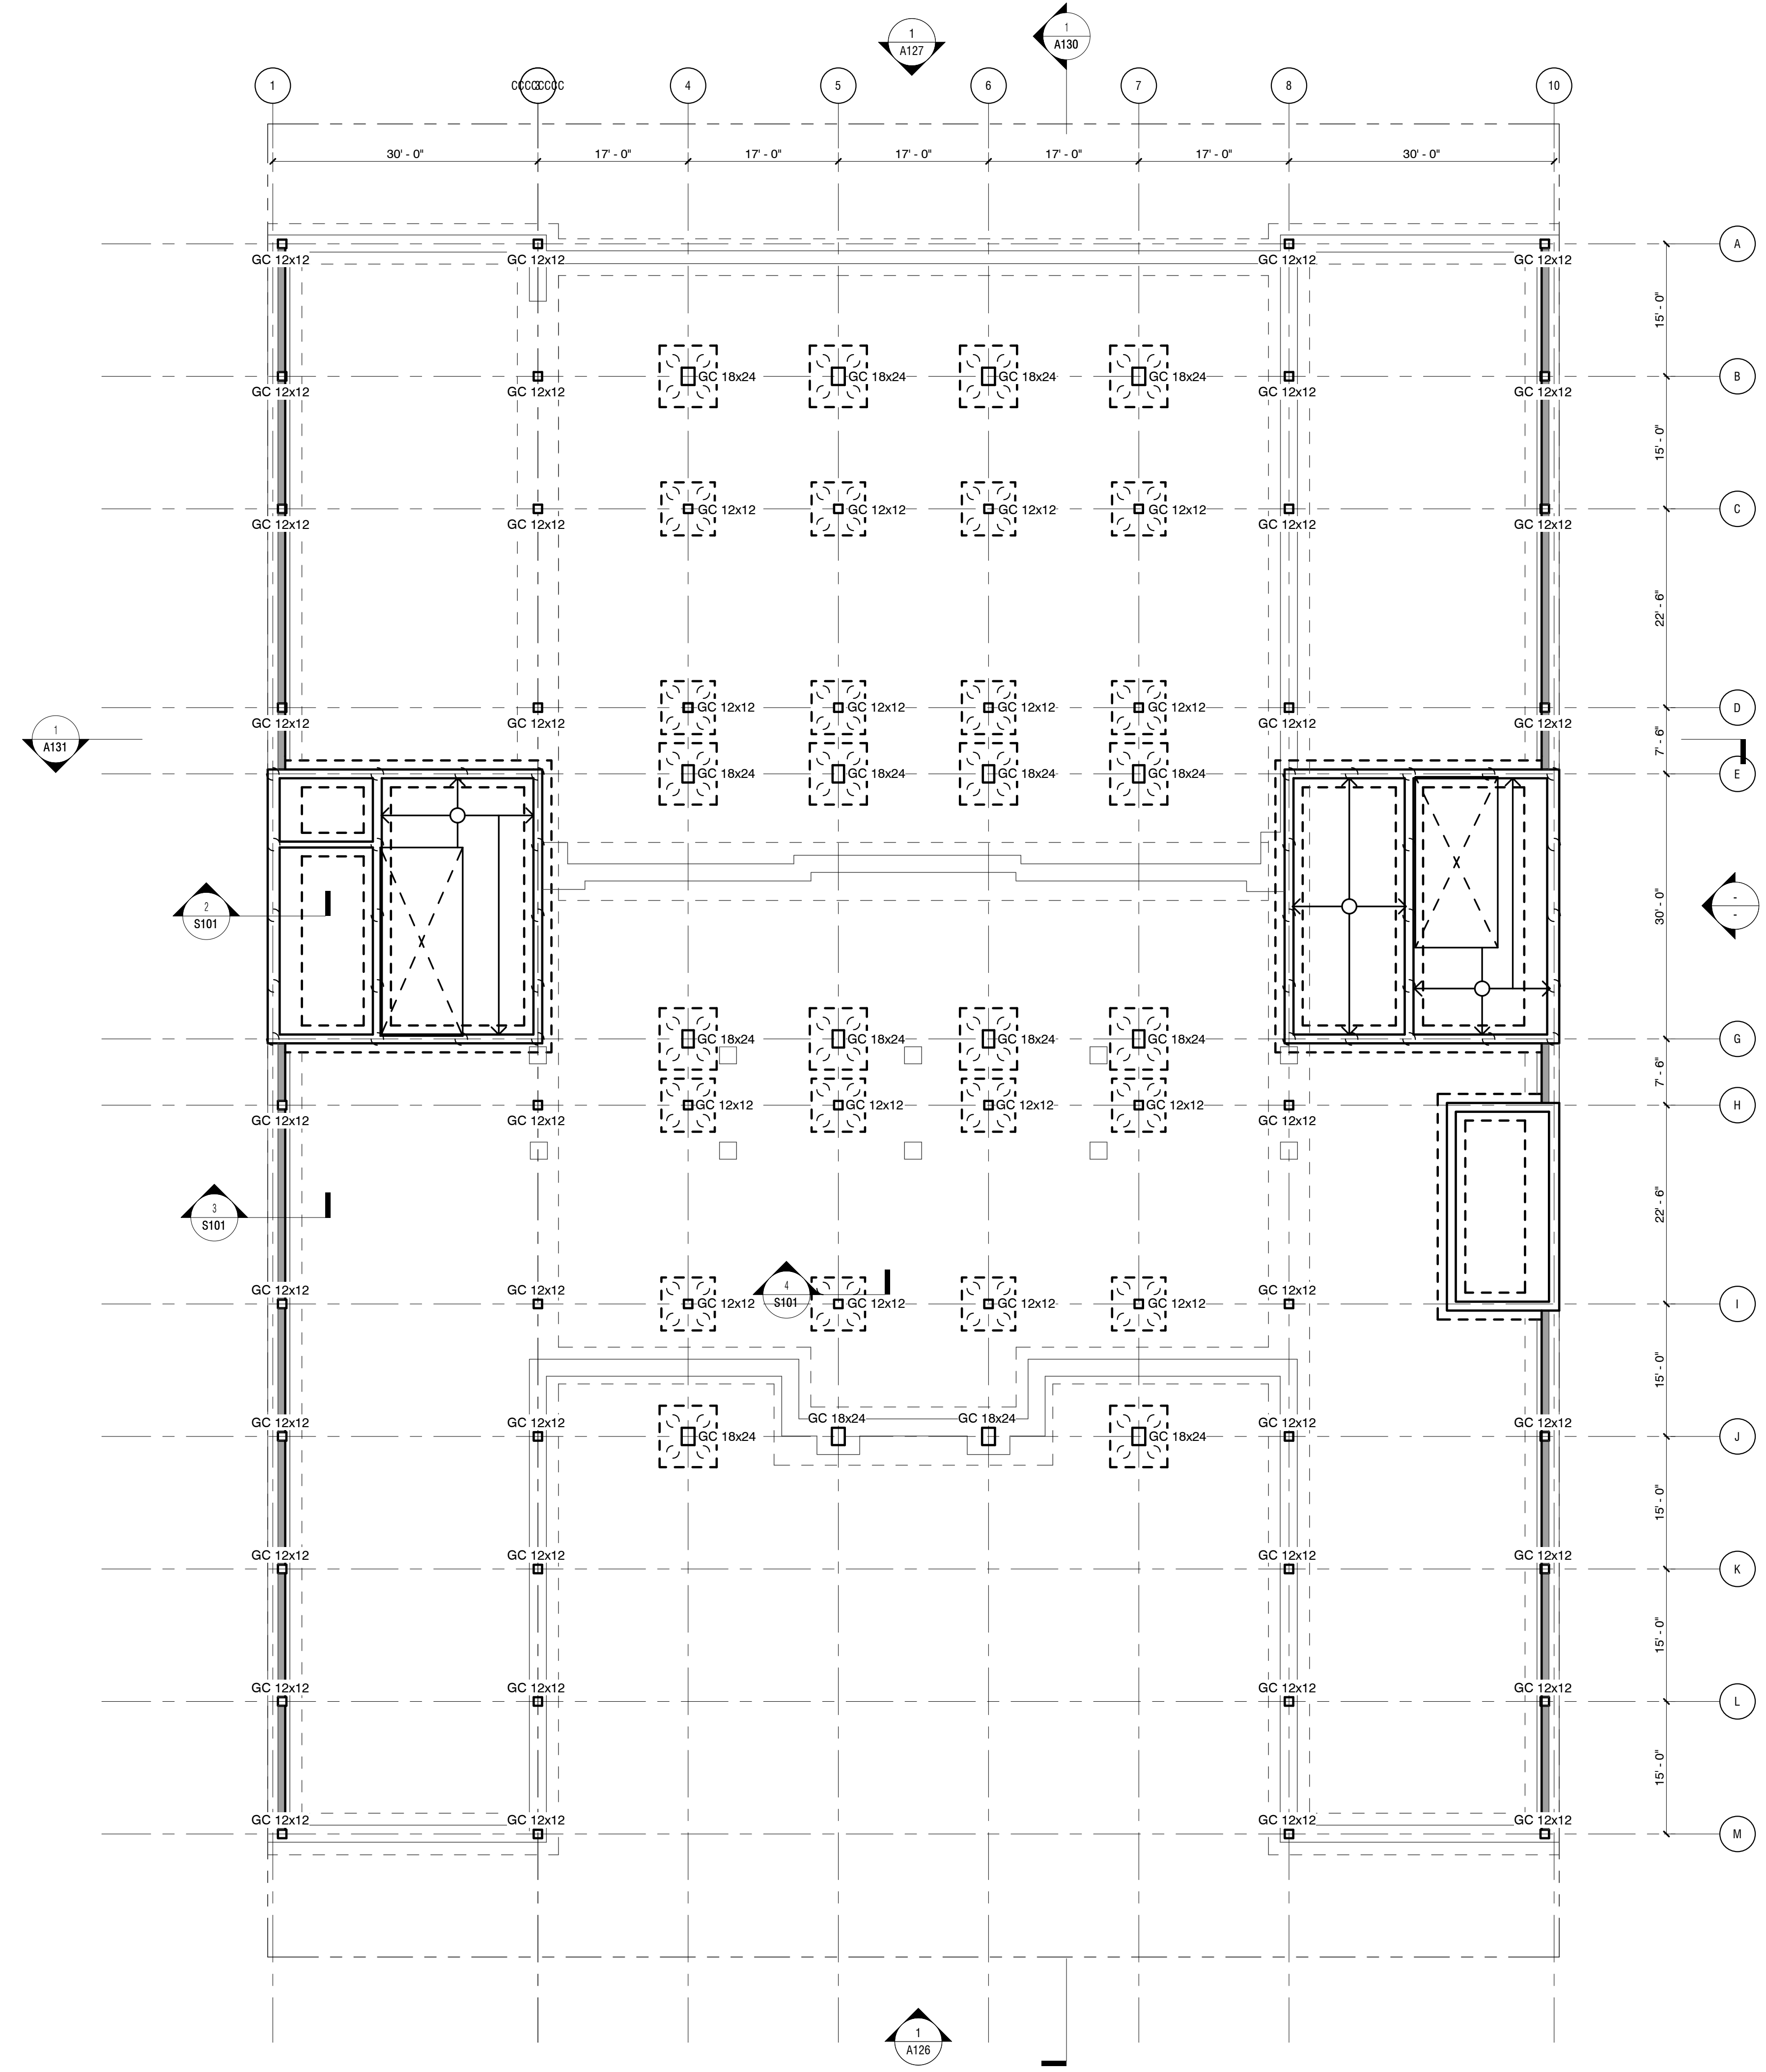 1
A127
1
A130
1 3 4 5 6 7 8 10
30' - 0" 17' - 0" 17' - 0" 17' - 0" 17' - 0" 17' - 0" 30' - 0"
A
GC 12x12 GC 12x12 GC 12x12 GC 12x12
15' - 0"
GC 18x24 GC 18x24 GC 18x24 GC 18x24
B
GC 12x12 GC 12x12 GC 12x12 GC 12x12
15' - 0"
GC 12x12 GC 12x12 GC 12x12 GC 12x12
C
GC 12x12 GC 12x12 GC 12x12 GC 12x12
22' - 6"
GC 12x12 GC 12x12 GC 12x12 GC 12x12
D
GC 12x12 GC 12x12 GC 12x12 GC 12x12
1
A131
7' - 6"
GC 18x24 GC 18x24 GC 18x24 GC 18x24
E
2
S101
30' - 0"
-
-
GC 18x24 GC 18x24 GC 18x24 GC 18x24
G
7' - 6"
GC 12x12 GC 12x12 GC 12x12 GC 12x12
H
GC 12x12 GC 12x12 GC 12x12
3
S101
22' - 6"
4
S101
GC 12x12 GC 12x12 GC 12x12
GC 12x12 GC 12x12 GC 12x12 GC 12x12
I
15' - 0"
GC 18x24 GC 18x24
GC 12x12 GC 12x12 GC 12x12 GC 12x12
GC 18x24 GC 18x24
J
15' - 0"
GC 12x12 GC 12x12 GC 12x12 GC 12x12
K
15' - 0"
GC 12x12 GC 12x12 GC 12x12 GC 12x12
L
15' - 0"
GC 12x12 GC 12x12 GC 12x12 GC 12x12
M
1
A126